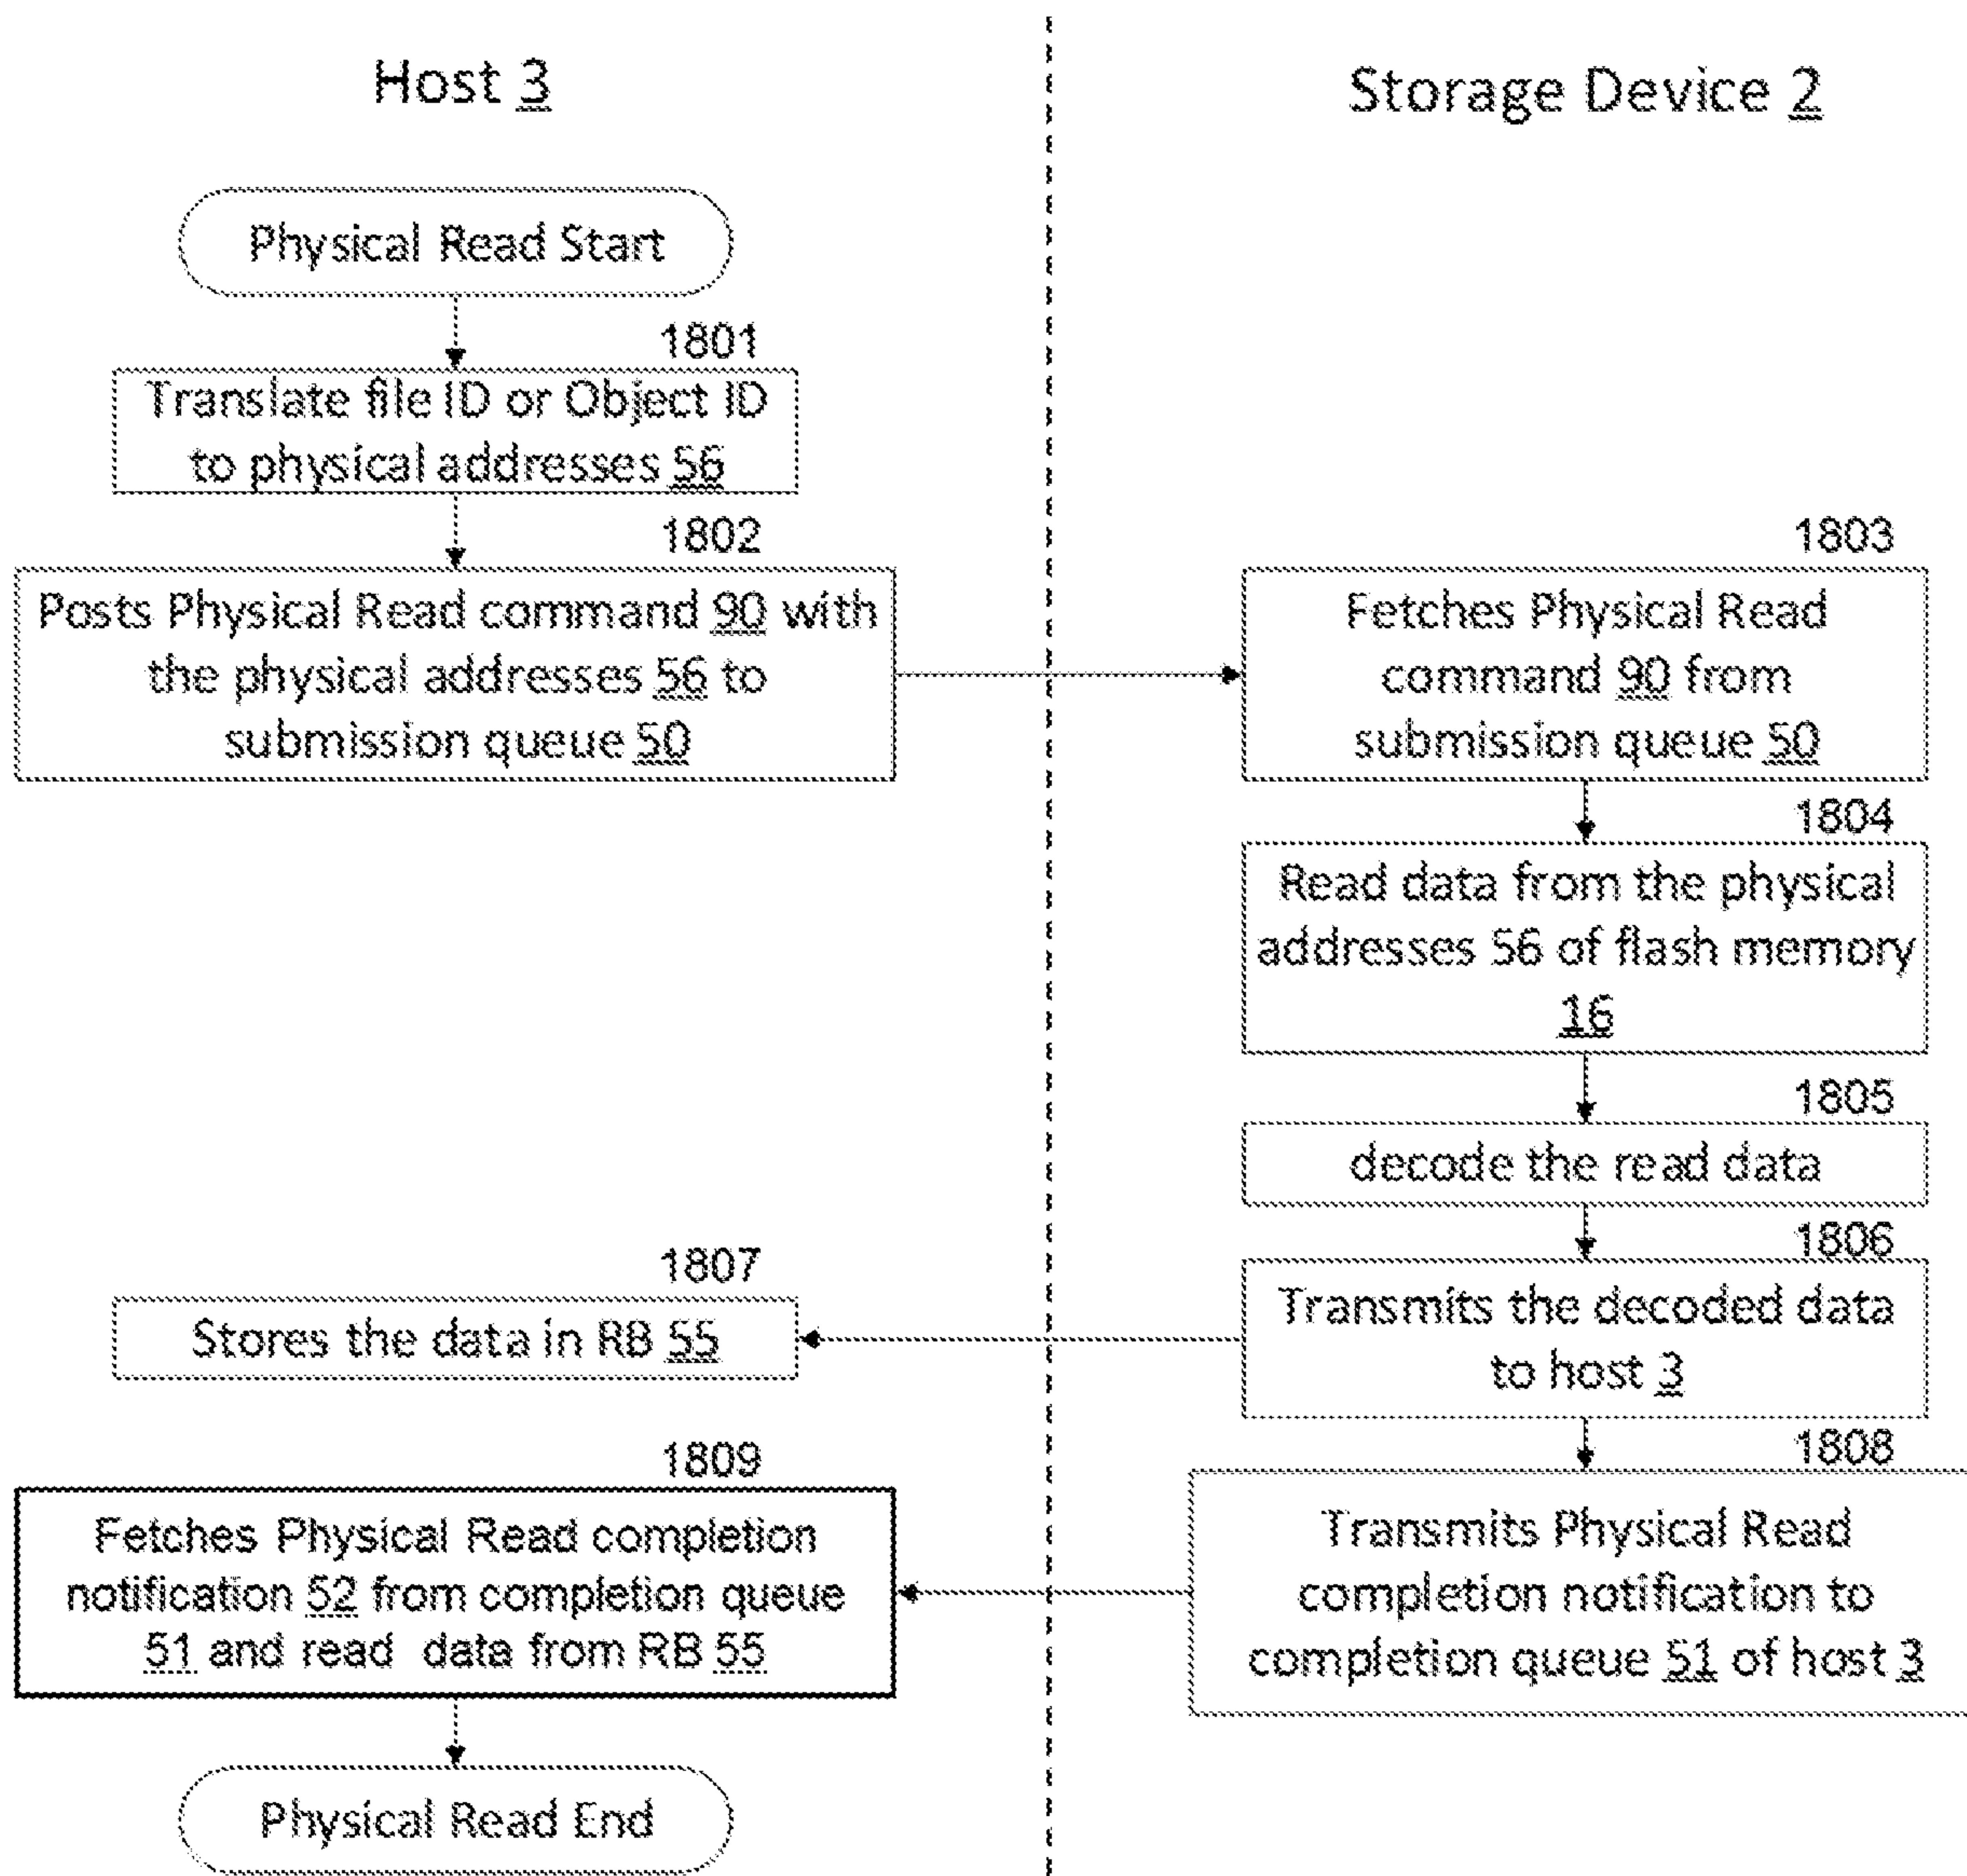 Host 3
Storage Device 2
Physical Read Start
1801
Translate file ID or Object ID
to physical addresses 56
1802
Posts Physical Read command 90 with
the physical addresses 56 to
submission queue 50
1803
Fetches Physical Read
command 90 from
submission queue 50
1804
Read data from the physical
addresses 56 of flash memory
16
1805
decode the read data
1806
Transmits the decoded data
to host 3
1807
Stores the data in RB 55
1808
Transmits Physical Read
completion notification to
completion queue 51 of host 3
1809
Fetches Physical Read completion
notification 52 from completion queue
51 and read data from RB 55
Physical Read End